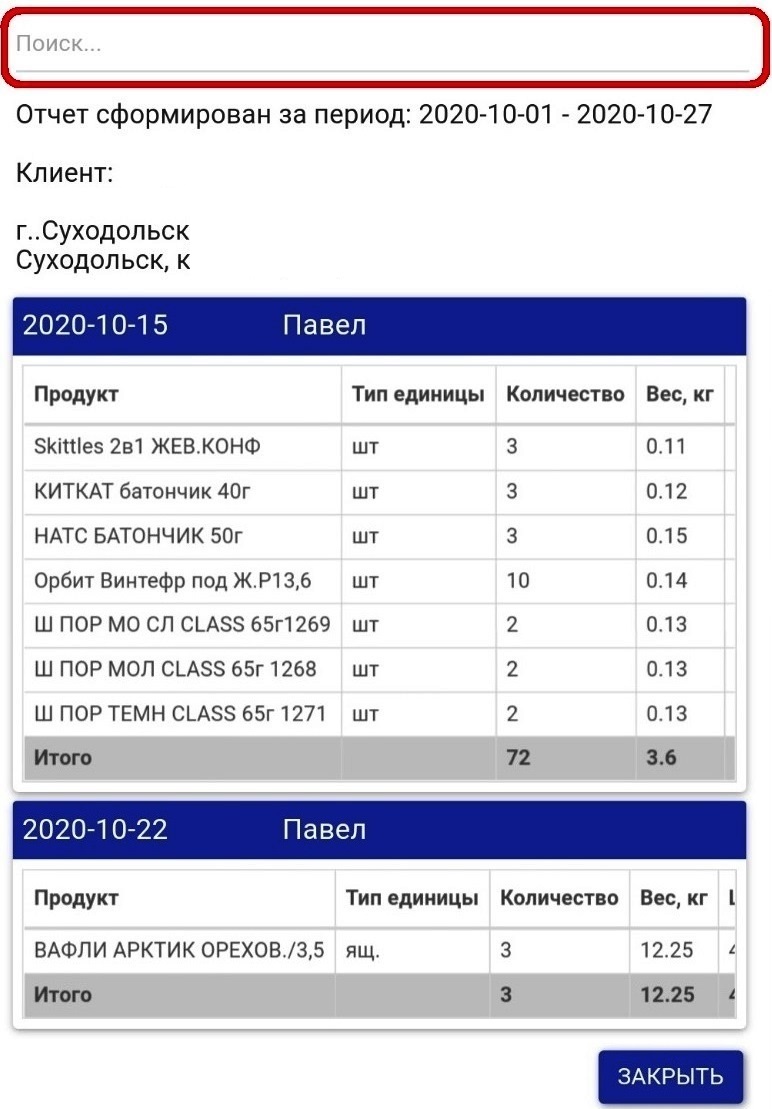 Поиск...
Отчет сформирован за период: 2020-10-01 - 2020-10-27
Клиент:
г..Суходольск
Суходольск, к
2020-10-15 Павел
Продукт Тип единицы Количество Вес, кг
Skittles 2в1 ЖЕВ.КОНФ шт 3 0.11
КИТКАТ батончик 40г шт 3 0.12
НАТС БАТОНЧИК 50г шт 3 0.15
Орбит Винтефр под Ж.Р13,6 шт 10 0.14
Ш ПОР МО СЛ CLASS 65г1269 шт 2 0.13
Ш ПОР МОЛ CLASS 65г 1268 шт 2 0.13
Ш ПОР ТЕМН CLASS 65г 1271 шт 2 0.13
Итого 72 3.6
2020-10-22 Павел
Продукт Тип единицы Количество Вес, кг
ВАФЛИ АРКТИК ОРЕХОВ./3,5 ящ. 3 12.25
Итого 3 12.25
ЗАКРЫТЬ